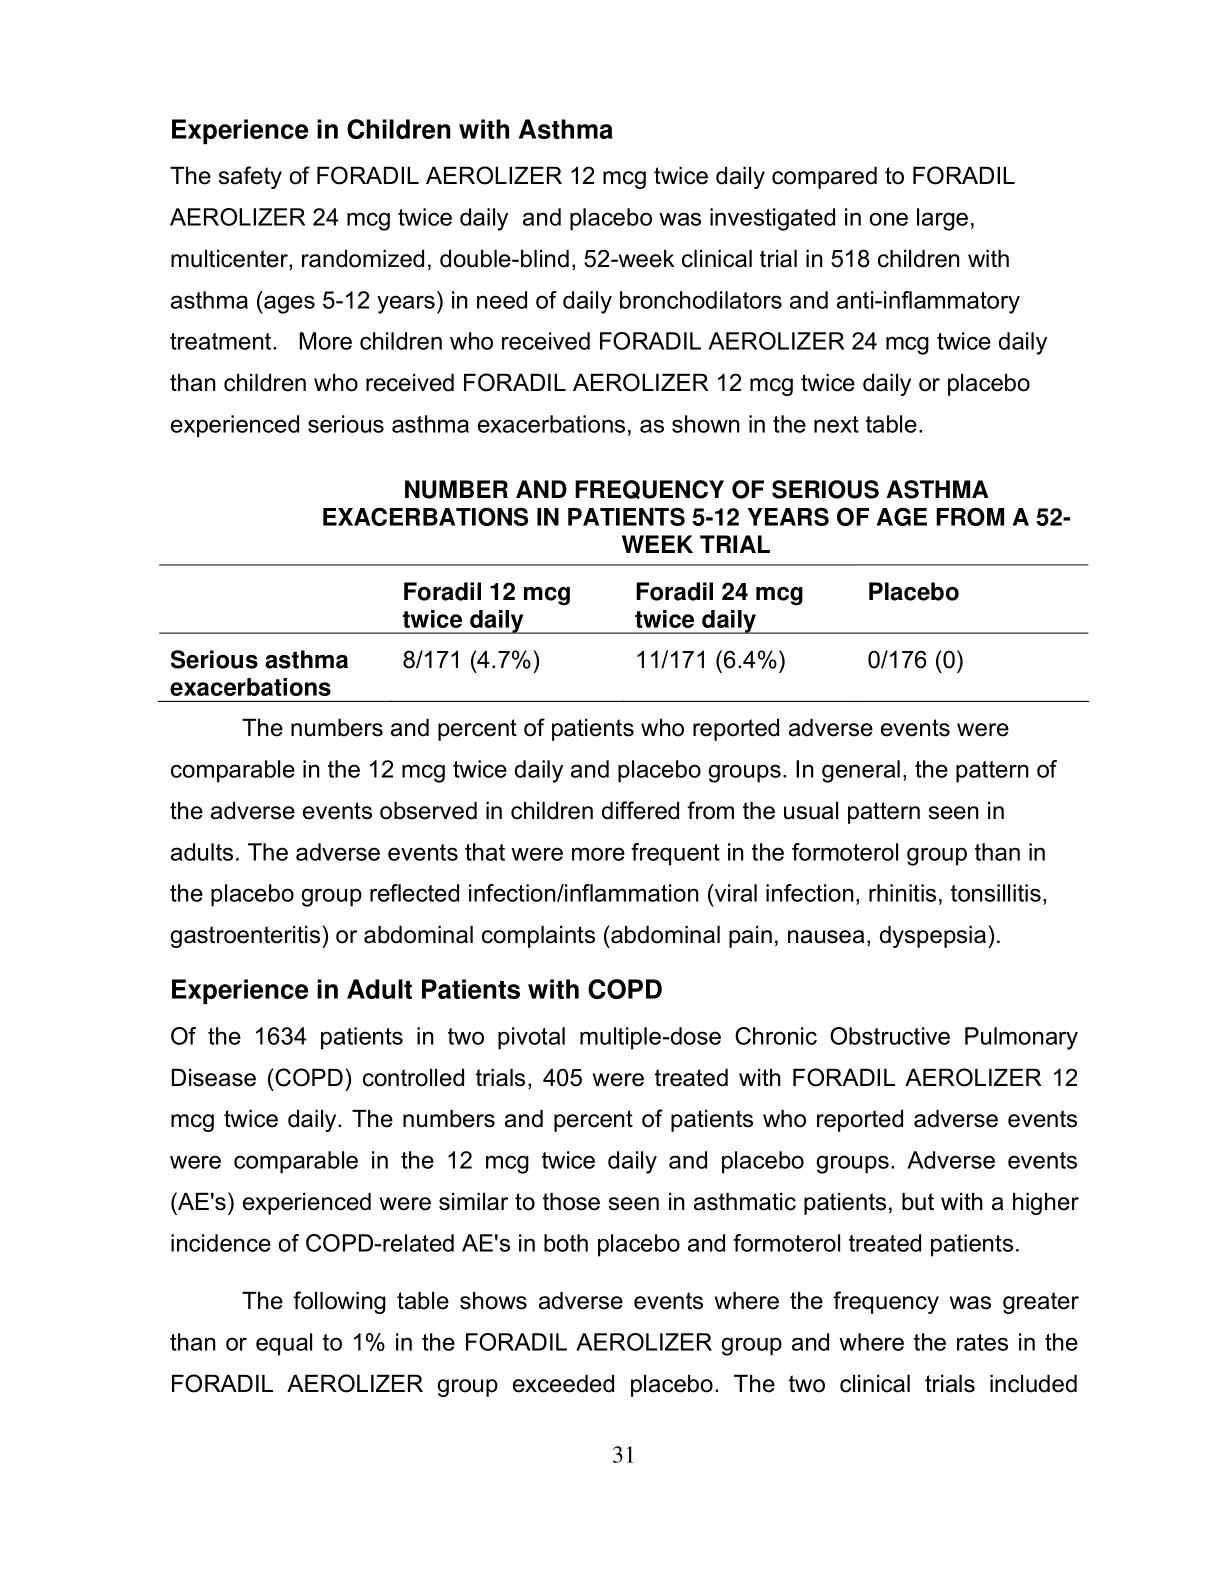 Experience in Children with Asthma
The safety of FORADIL AEROLIZER 12 mcg twice daily compared to FORADIL
AEROLIZER 24 mcg twice daily  and placebo was investigated in one large,
multicenter, randomized, double-blind, 52-week clinical trial in 518 children with
asthma (ages 5-12 years) in need of daily bronchodilators and anti-inflammatory
treatment.   More children who received FORADIL AEROLIZER 24 mcg twice daily
than children who received FORADIL AEROLIZER 12 mcg twice daily or placebo
experienced serious asthma exacerbations, as shown in the next table.
NUMBER AND FREQUENCY OF SERIOUS ASTHMA
EXACERBATIONS IN PATIENTS 5-12 YEARS OF AGE FROM A 52-
WEEK TRIAL
Foradil 12 mcg Foradil 24 mcg Placebo
twice daily twice daily
Serious asthma 8/171 (4.7%) 11/171 (6.4%) 0/176 (0)
exacerbations
The numbers and percent of patients who reported adverse events were
comparable in the 12 mcg twice daily and placebo groups. In general, the pattern of
the adverse events observed in children differed from the usual pattern seen in
adults. The adverse events that were more frequent in the formoterol group than in
the placebo group reflected infection/inflammation (viral infection, rhinitis, tonsillitis,
gastroenteritis) or abdominal complaints (abdominal pain, nausea, dyspepsia).
Experience in Adult Patients with COPD
Of the 1634 patients in two pivotal multiple-dose Chronic Obstructive Pulmonary
Disease (COPD) controlled trials, 405 were treated with FORADIL AEROLIZER 12
mcg twice daily. The numbers and percent of patients who reported adverse events
were comparable in the 12 mcg twice daily and placebo groups. Adverse events
(AE's) experienced were similar to those seen in asthmatic patients, but with a higher
incidence of COPD-related AE's in both placebo and formoterol treated patients.
The following table shows adverse events where the frequency was greater
than or equal to 1% in the FORADIL AEROLIZER group and where the rates in the
FORADIL AEROLIZER group exceeded placebo. The two clinical trials included
31